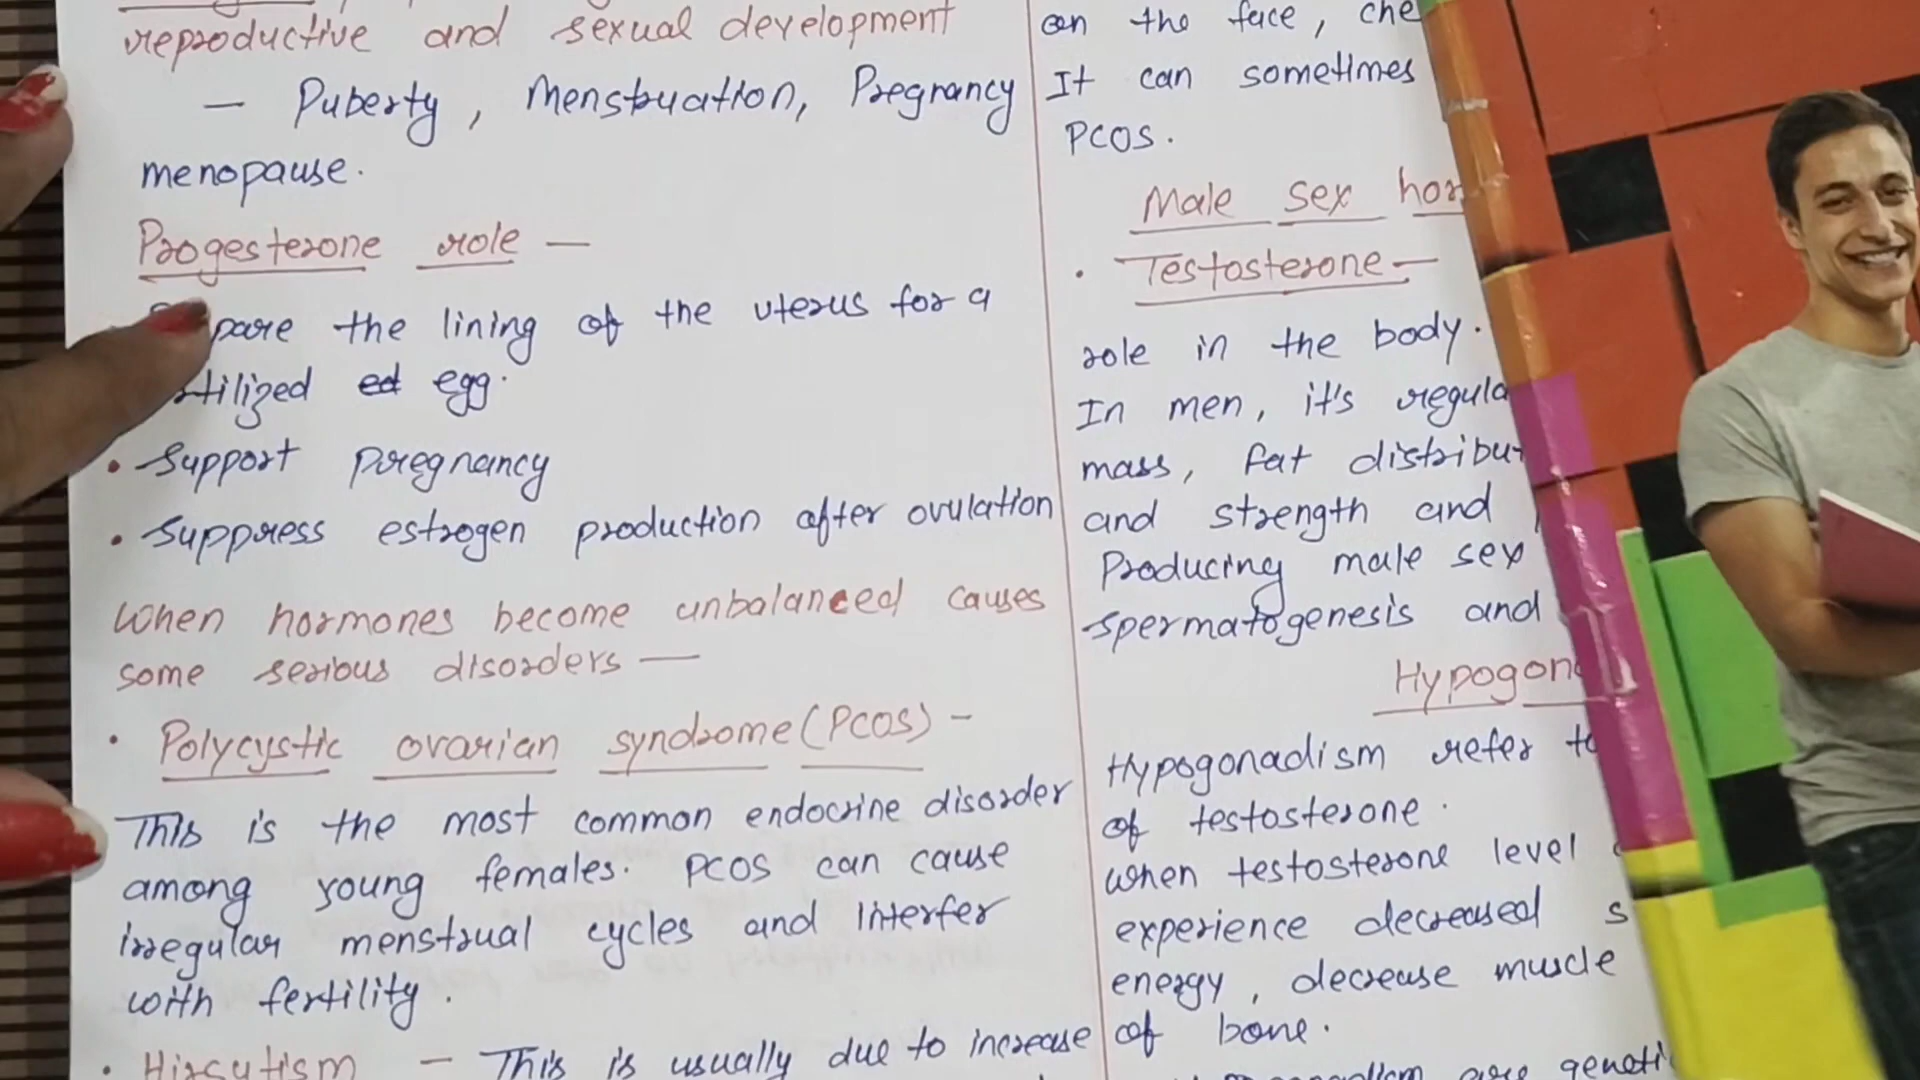 reproductive and sexual development
— Puberty, Menstruation, Pregnancy
menopause.
Progesterone role —
the lining of the uterus for a
egg.
• Support pregnancy
• Suppress estrogen production after ovulation
When hormones become unbalanced causes
some serious disorders —
• Polycystic ovarian syndrome (PCOS) -
This is the most common endocrine disorder
among young females. PCOS can cause
irregular menstrual cycles and interfer
with fertility.
• Hirsutism — This is usually due to increase
on the face,
It can sometimes
PCOS.
Male sex
• Testosterone —
role in the body.
In men, it's
mass, fat
and strength and
Producing male sex
spermatogenesis and
Hypogonadism refer
of testosterone.
when testosterone level
experience decreased
energy, decrease muscle
of bone.
are